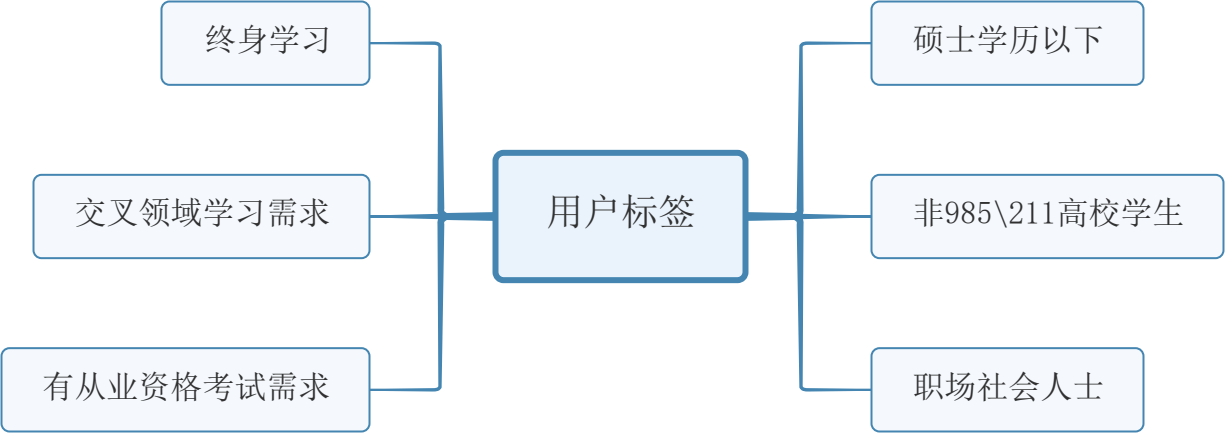 终身学习
硕士学历以下
交叉领域学习需求
用户标签
非985\211高校学生
有从业资格考试需求
职场社会人士